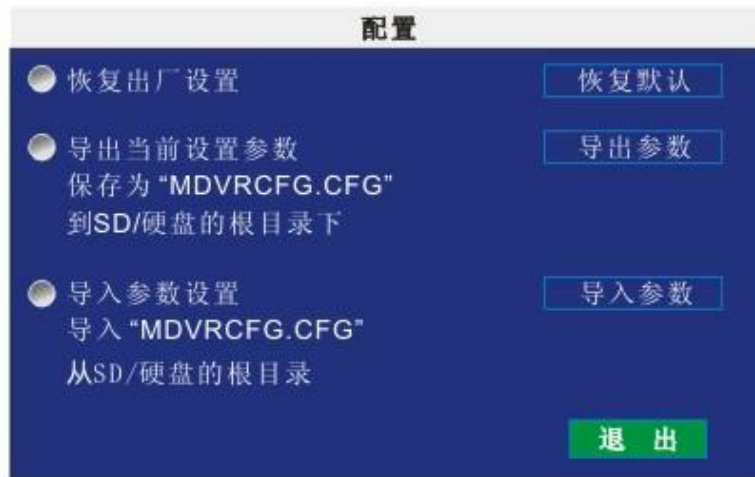 配置
恢复出厂设置 恢复默认
导出当前设置参数 导出参数
保存为“MDVRCFG.CFG”
到SD/硬盘的根目录下
导入参数设置 导入参数
导入“MDVRCFG.CFG”
从SD/硬盘的根目录
退 出